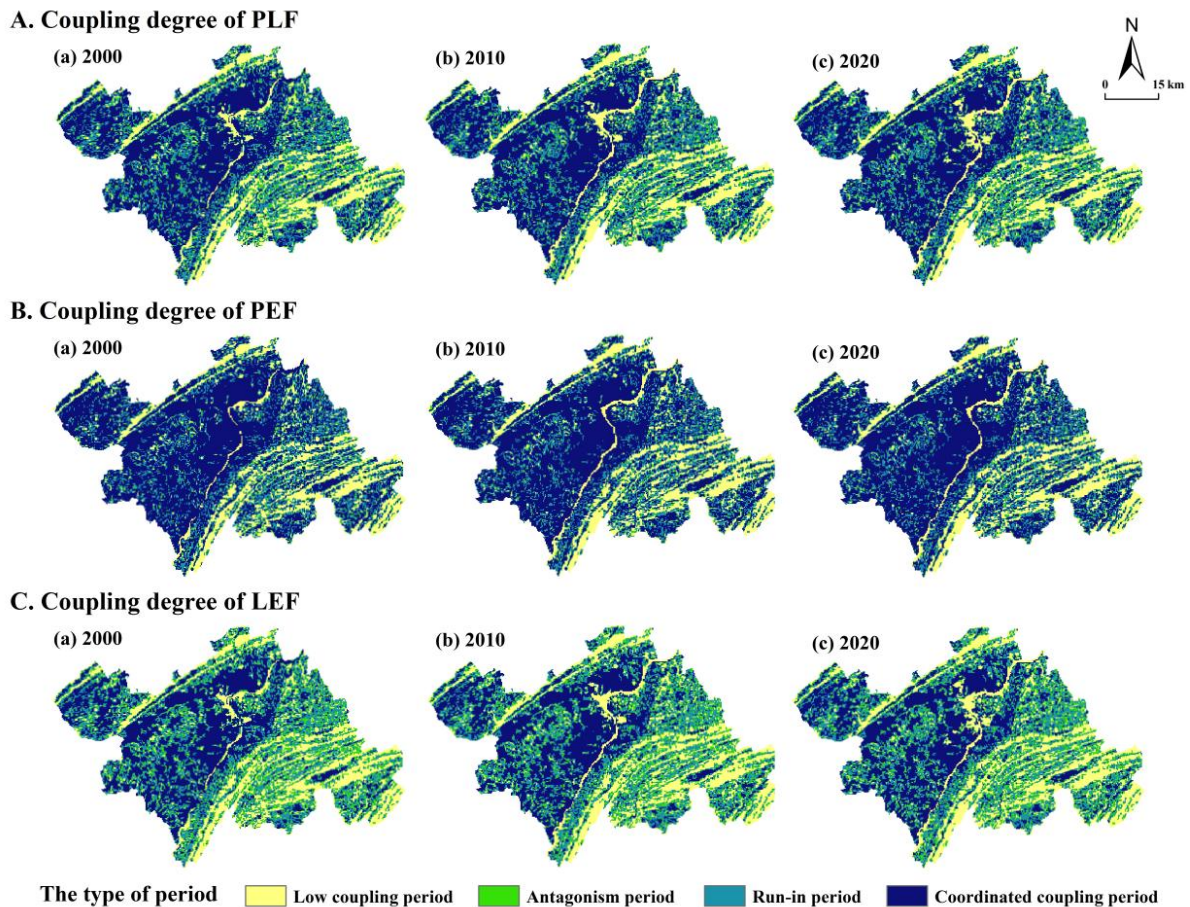 A. Coupling degree of PLF
(a) 2000
(b) 2010
(c) 2020
N
0 15 km
B. Coupling degree of PEF
(a) 2000
(b) 2010
(c) 2020
C. Coupling degree of LEF
(a) 2000
(b) 2010
(c) 2020
The type of period Low coupling period Antagonism period Run-in period Coordinated coupling period